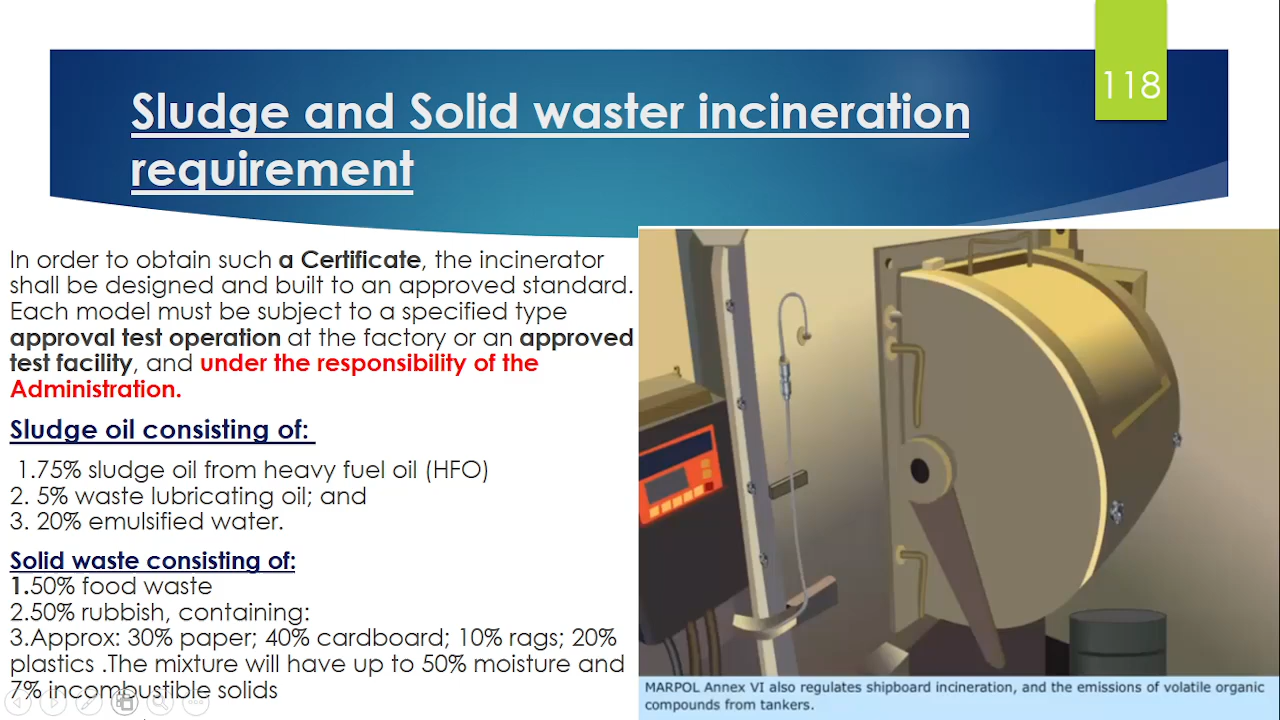 118
Sludge and Solid waster incineration
requirement
In order to obtain such a Certificate, the incinerator
shall be designed and built to an approved standard.
Each model must be subject to a specified type
approval test operation at the factory or an approved
test facility, and under the responsibility of the
Administration.
Sludge oil consisting of:
1.75% sludge oil from heavy fuel oil (HFO)
2. 5% waste lubricating oil; and
3. 20% emulsified water.
Solid waste consisting of:
1.50% food waste
2.50% rubbish, containing:
3.Approx: 30% paper; 40% cardboard; 10% rags; 20%
plastics .The mixture will have up to 50% moisture and
7% incombustible solids
MARPOL Annex VI also regulates shipboard incineration, and the emissions of volatile organic
compounds from tankers.